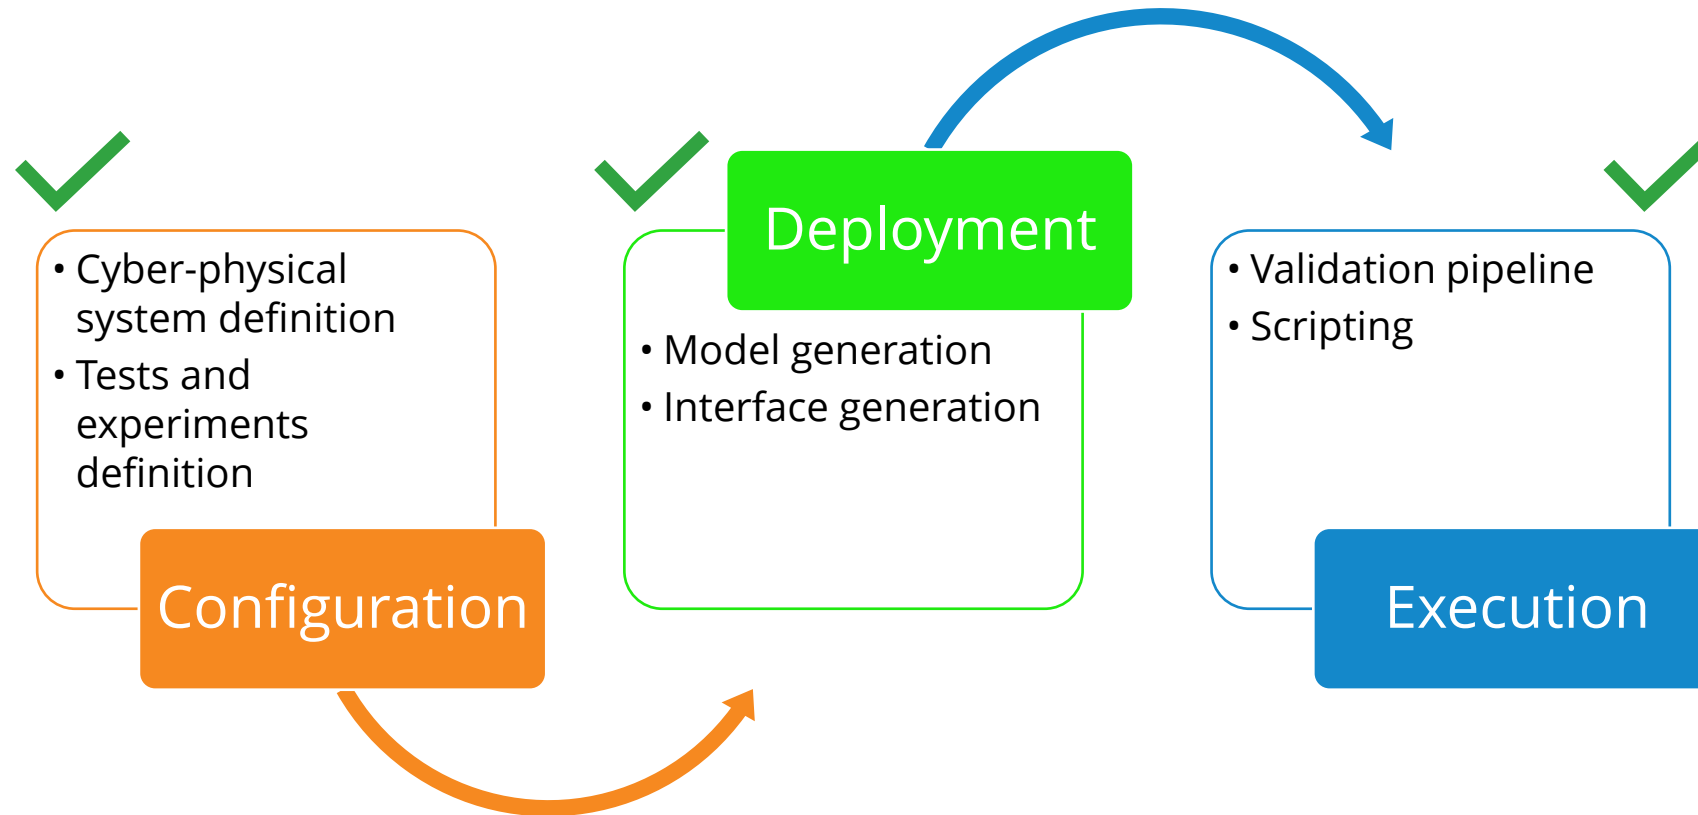 • Cyber-physical
system definition
• Tests and
experiments
definition
Configuration
Deployment
• Model generation
• Interface generation
• Validation pipeline
• Scripting
Execution